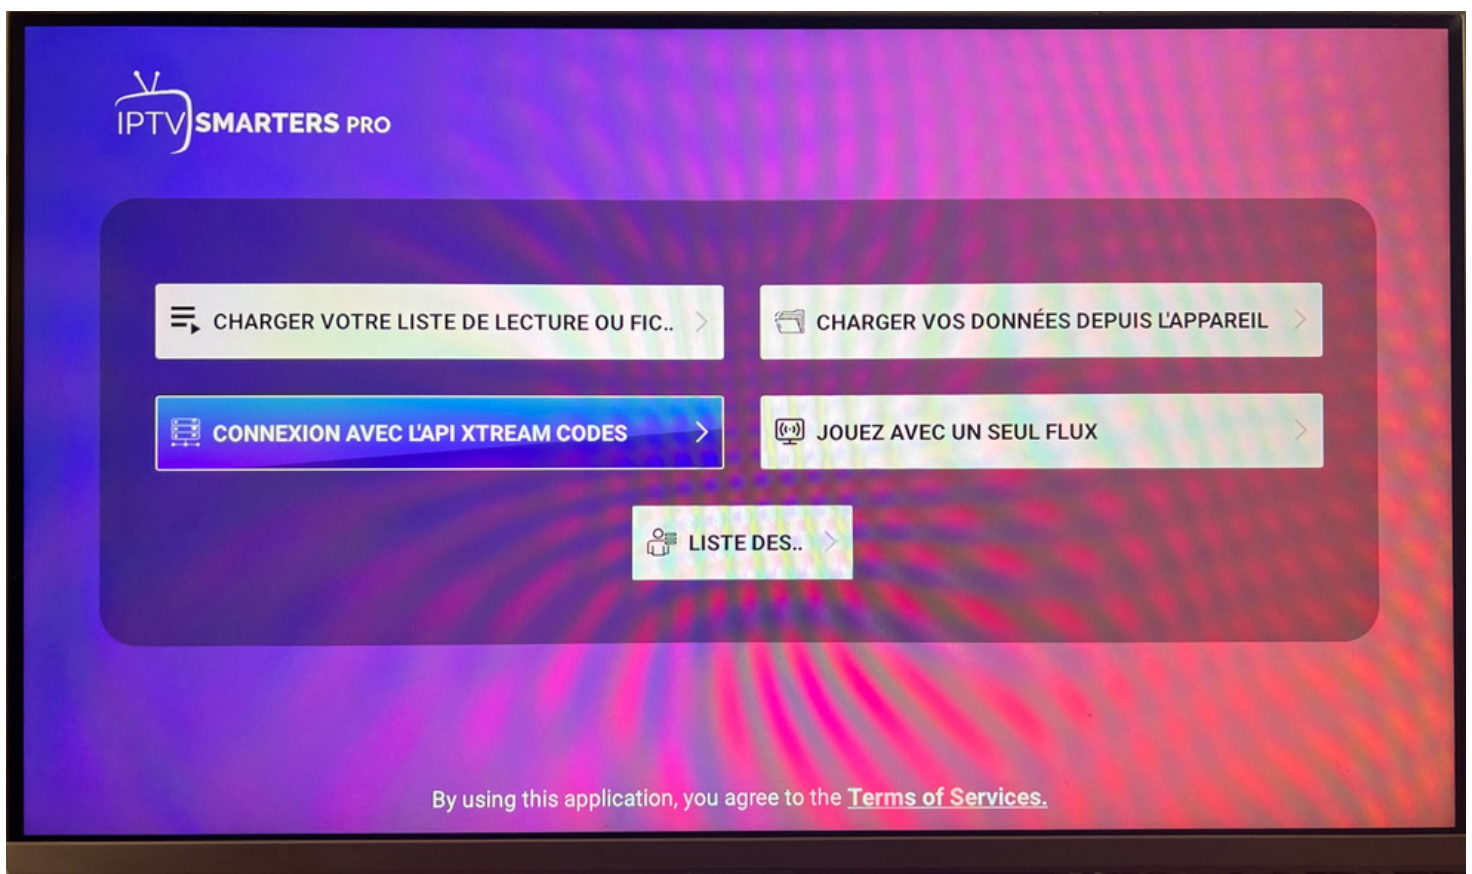 IPTV SMARTERS PRO
CHARGER VOTRE LISTE DE LECTURE OU FIC..
CHARGER VOS DONNÉES DEPUIS L'APPAREIL
CONNEXION AVEC L'API XTREAM CODES
JOUEZ AVEC UN SEUL FLUX
LISTE DES..
By using this application, you agree to the Terms of Services.